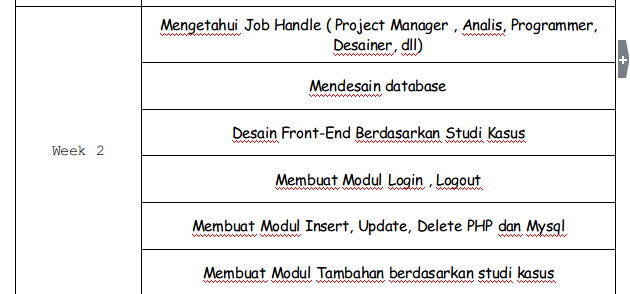 Mengetahui Job Handle ( Project Manager , Analis, Programmer,
Desainer, dll)
Mendesain database
Desain Front-End Berdasarkan Studi Kasus
Week 2
Membuat Modul Login , Logout
Membuat Modul Insert, Update, Delete PHP dan Mysql
Membuat Modul Tambahan berdasarkan studi kasus